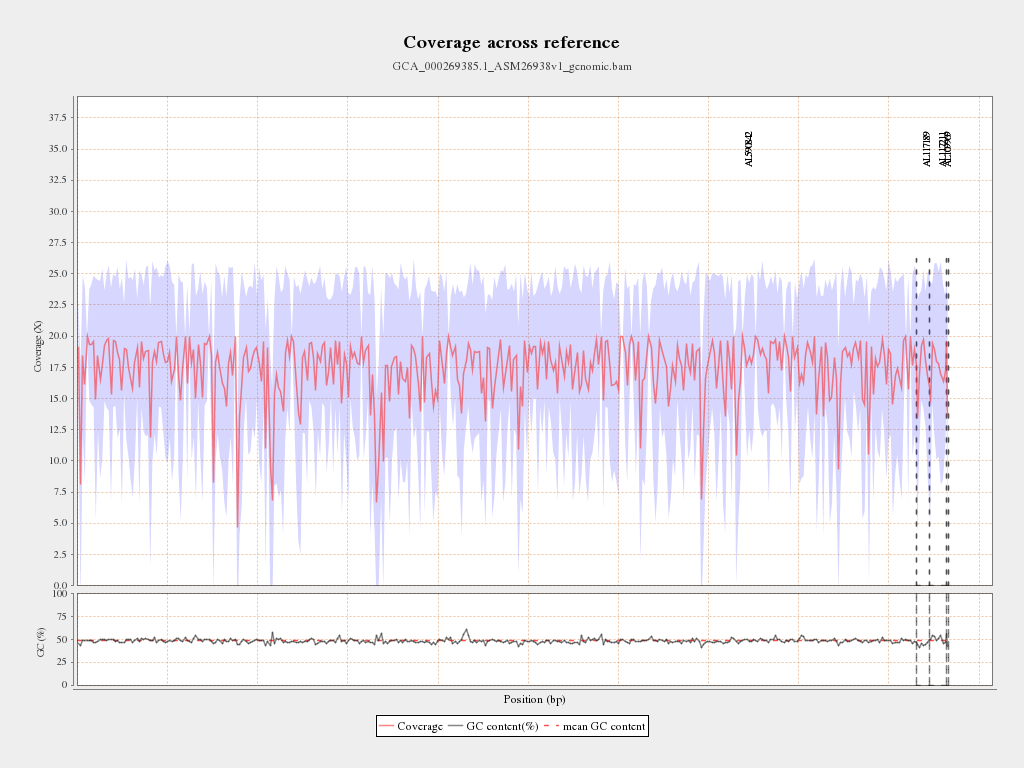 Coverage across reference
GCA_000269385.1_ASM26938v1_genomic.bam
37.5
35.0
32.5
30.0
27.5
25.0
22.5
20.0
17.5
15.0
12.5
10.0
7.5
5.0
2.5
0.0
Coverage (X)
AL590842
AL117189
AL117211
AL109969
100
75
50
25
0
GC (%)
Position (bp)
Coverage GC content(%) mean GC content